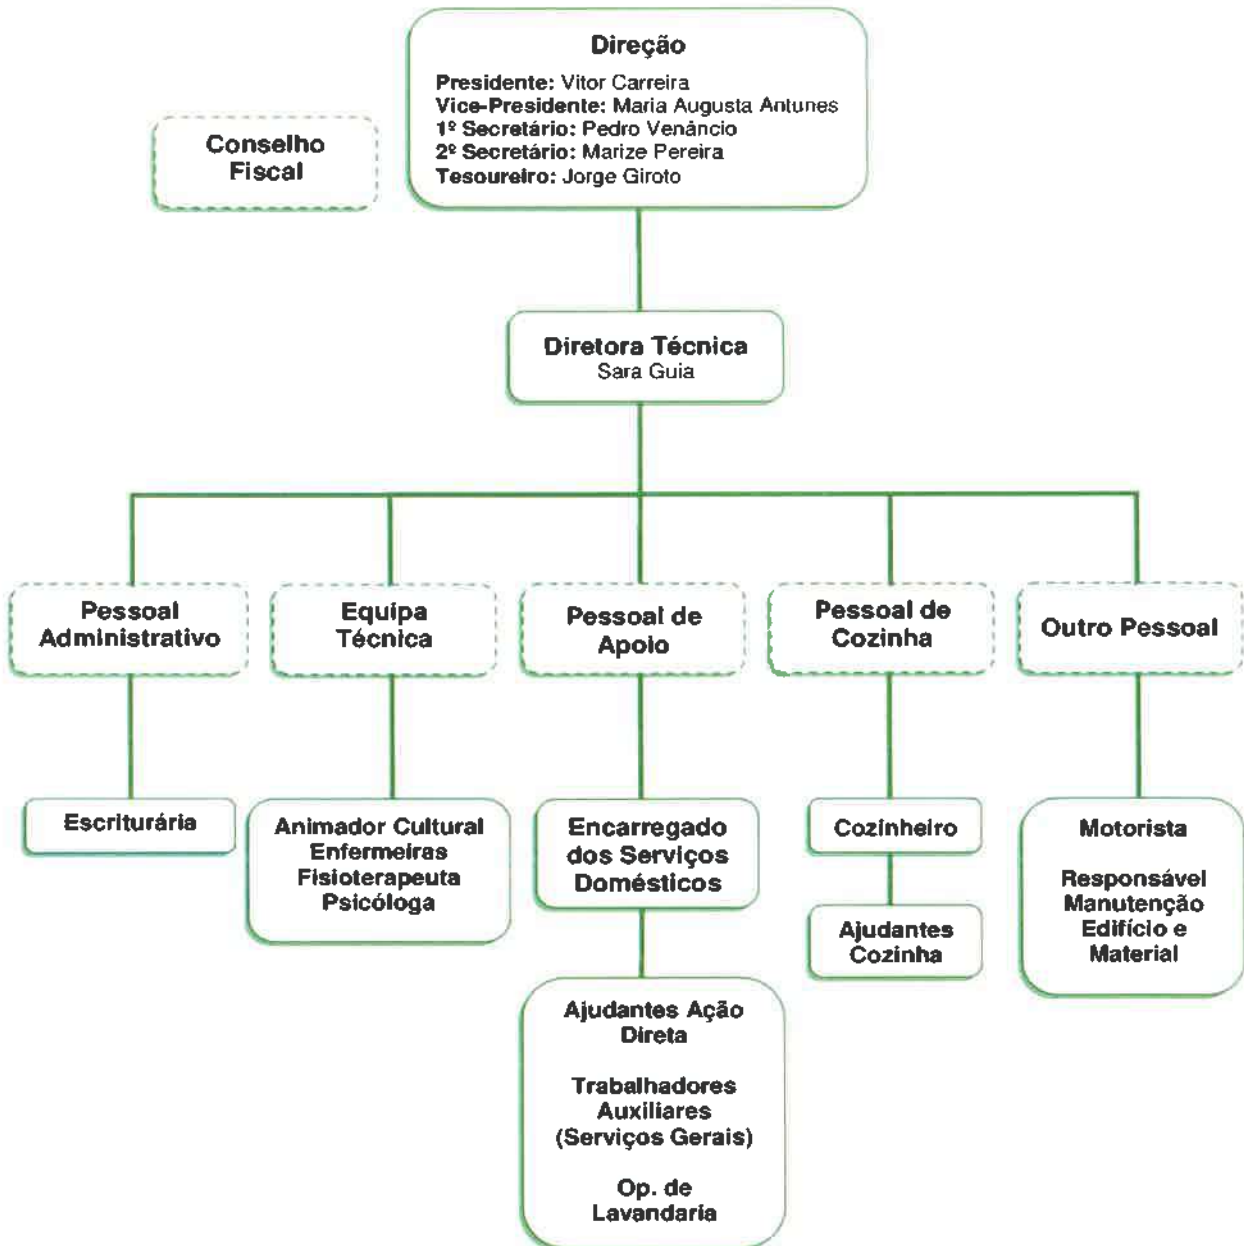 Direção
Presidente: Vitor Carreira
Vice-Presidente: Maria Augusta Antunes
1º Secretário: Pedro Venâncio
2º Secretário: Marize Pereira
Tesoureiro: Jorge Giroto
Conselho
Fiscal
Diretora Técnica
Sara Guia
Pessoal
Administrativo
Equipa
Técnica
Pessoal de
Apoio
Pessoal de
Cozinha
Outro Pessoal
Escriturária
Animador Cultural
Enfermeiras
Fisioterapeuta
Psicóloga
Encarregado
dos Serviços
Domésticos
Cozinheiro
Ajudantes
Cozinha
Motorista
Responsável
Manutenção
Edifício e
Material
Ajudantes Ação
Direta
Trabalhadores
Auxiliares
(Serviços Gerais)
Op. de
Lavandaria